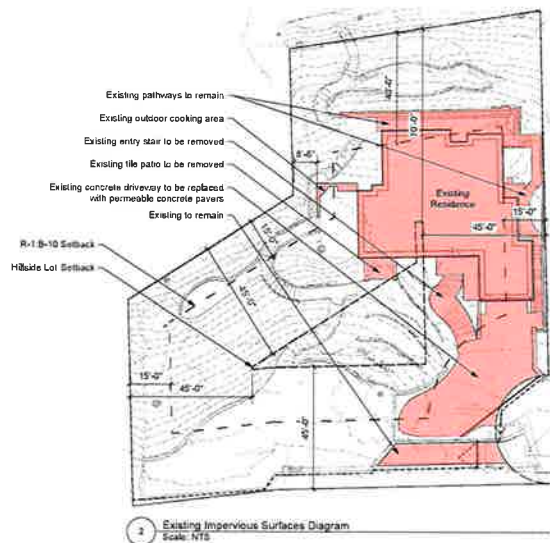 Existing pathways to remain
Existing outdoor cooking area
Existing entry stair to be removed
Existing tile patio to be removed
Existing concrete driveway to be replaced
with permeable concrete pavers
Existing to remain
R-1:B-10 Setback
Hillside Lot Setback
Existing
Residence
40'-0"
10'-0"
15'-0"
45'-0"
15'-0"
45'-0"
15'-0"
45'-0"
45'-0"
2
Existing Impervious Surfaces Diagram
Scale: NTS